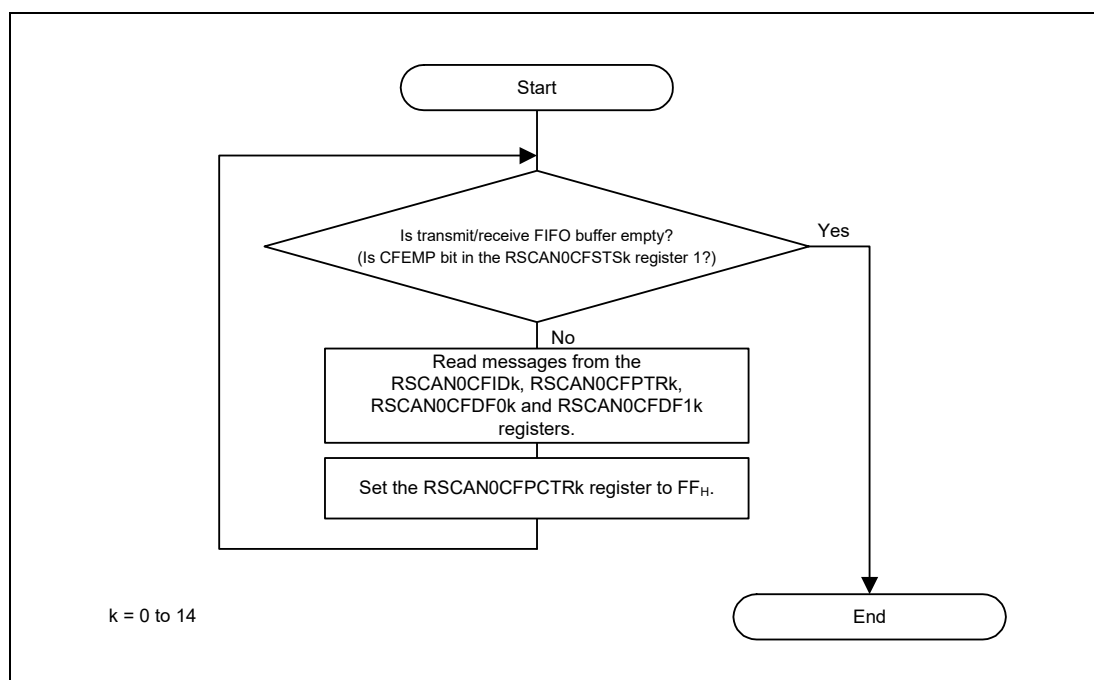 Start
Is transmit/receive FIFO buffer empty?
(Is CFEMP bit in the RSCAN0CFSTSk register 1?)
Yes
No
Read messages from the
RSCAN0CFIDk, RSCAN0CFPTRk,
RSCAN0CFDF0k and RSCAN0CFDF1k
registers.
Set the RSCAN0CFPCTRk register to FFH.
k = 0 to 14
End